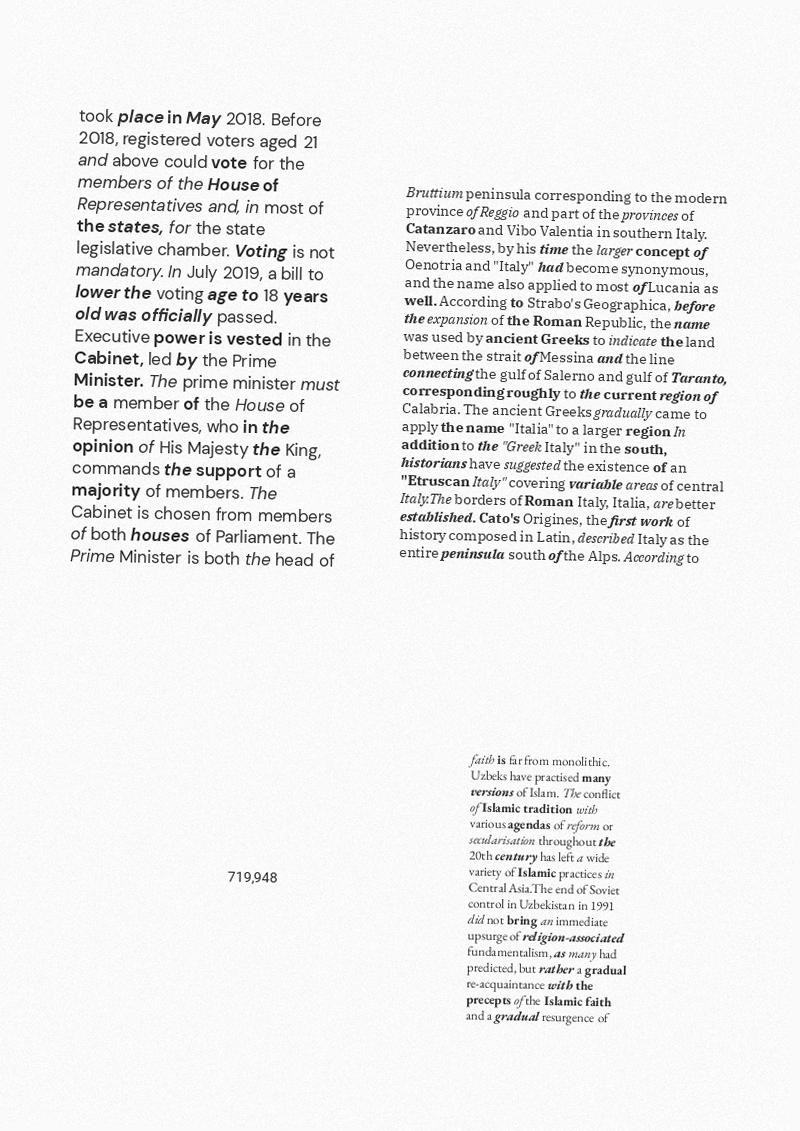 took place in May 2018. Before
2018, registered voters aged 21
and above could vote for the
members of the House of
Representatives and, in most of
the states, for the state
legislative chamber. Voting is not
mandatory. In July 2019, a bill to
lower the voting age to 18 years
old was officially passed.
Executive power is vested in the
Cabinet, led by the Prime
Minister. The prime minister must
be a member of the House of
Representatives, who in the
opinion of His Majesty the King,
commands the support of a
majority of members. The
Cabinet is chosen from members
of both houses of Parliament. The
Prime Minister is both the head of
Bruttium peninsula corresponding to the modern
province of Reggio and part of the provinces of
Catanzaro and Vibo Valentia in southern Italy.
Nevertheless, by his time the larger concept of
Oenotria and "Italy" had become synonymous,
and the name also applied to most of Lucania as
well. According to Strabo's Geographica, before
the expansion of the Roman Republic, the name
was used by ancient Greeks to indicate the land
between the strait of Messina and the line
connecting the gulf of Salerno and gulf of Taranto,
corresponding roughly to the current region of
Calabria. The ancient Greeks gradually came to
apply the name "Italia" to a larger region In
addition to the "Greek Italy" in the south,
historians have suggested the existence of an
"Etruscan Italy" covering variable areas of central
Italy.The borders of Roman Italy, Italia, are better
established. Cato's Origines, the first work of
history composed in Latin, described Italy as the
entire peninsula south of the Alps. According to
719,948
faith is far from monolithic.
Uzbeks have practised many
versions of Islam. The conflict
of Islamic tradition with
various agendas of reform or
secularisation throughout the
20th century has left a wide
variety of Islamic practices in
Central Asia.The end of Soviet
control in Uzbekistan in 1991
did not bring an immediate
upsurge of religion-associated
fundamentalism, as many had
predicted, but rather a gradual
re-acquaintance with the
precepts of the Islamic faith
and a gradual resurgence of